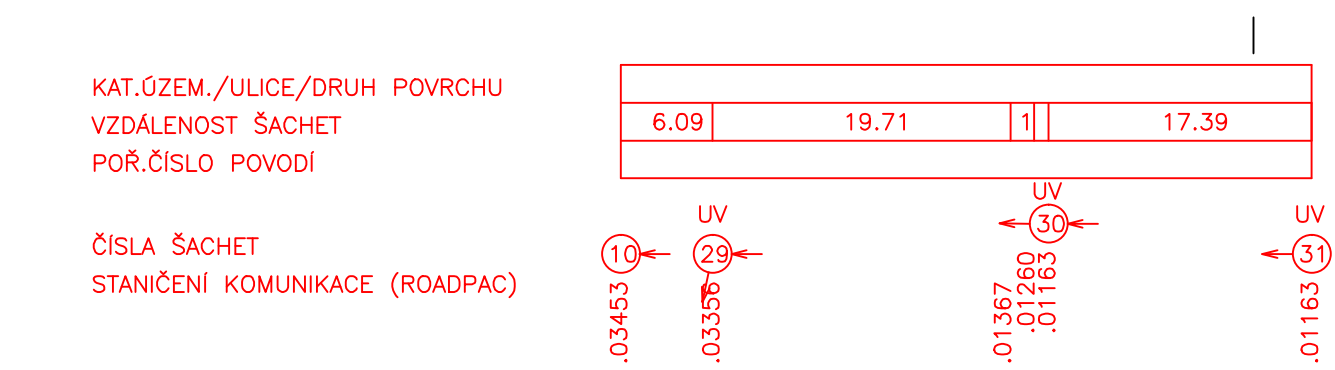 KAT.ÚZEM./ULICE/DRUH POVRCHU
VZDÁLENOST ŠACHET 6.09 19.71 1 17.39
POŘ.ČÍSLO POVODÍ
UV UV UV
ČÍSLA ŠACHET 10 29 30 31
STANIČENÍ KOMUNIKACE (ROADPAC) .03453 .03356 .01367 .01260 .01163 .01163